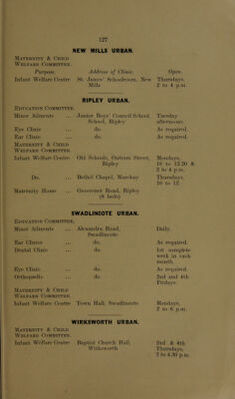 127
NEW MILLS URBAN.
MATERNITY & CHILD
WELFARE COMMITTEE.
Purpose. Address of Clinic. Open.
Infant Welfare Centre St. James' Schoolroom, New Mills Thursdays, 2 to 4 p.m.
RIPLEY URBAN.
EDUCATION COMMITTEE.
Minor Ailments ... Junior Boys' Council School School, Ripley Tuesday afternoons.
Eye Clinic ... do. As required.
Ear Clinic ... do. As required.
MATERNITY & CHILD
WELFARE COMMITTEE.
Infant Welfare Centre Old Schools, Outram Street, Ripley Mondays, 10 to 12.30 & 2 to 4 p.m.
Do. ... Bethel Chapel, Marehay Thursdays, 10 to 12
Maternity Home ... Grosvenor Road, Ripley (8 beds)
SWADLINCOTE URBAN.
EDUCATION COMMITTEE.
Minor Ailments ... Alexandra Road, Swadlincote Daily.
Ear Clinics ... do. As required.
Dental Clinic ... do. 1st complete week in each month
Eye Clinic ... do. As required
Orthopædic ... do. 2nd and 4th Fridays.
MATERNITY & CHILD
WELFARE COMMITTEE.
Infant Welfare Centre Town Hall, Swadlincote Mondays, 2 to 6 p.m.
WIRKSWORTH URBAN.
MATERNITY & CHILD
WELFARE COMMITTEE.
Infant Welfare Centre Baptist Church Hall, Wirksworth 2nd & 4th Thursdays, 2 to 4.30 p.m.